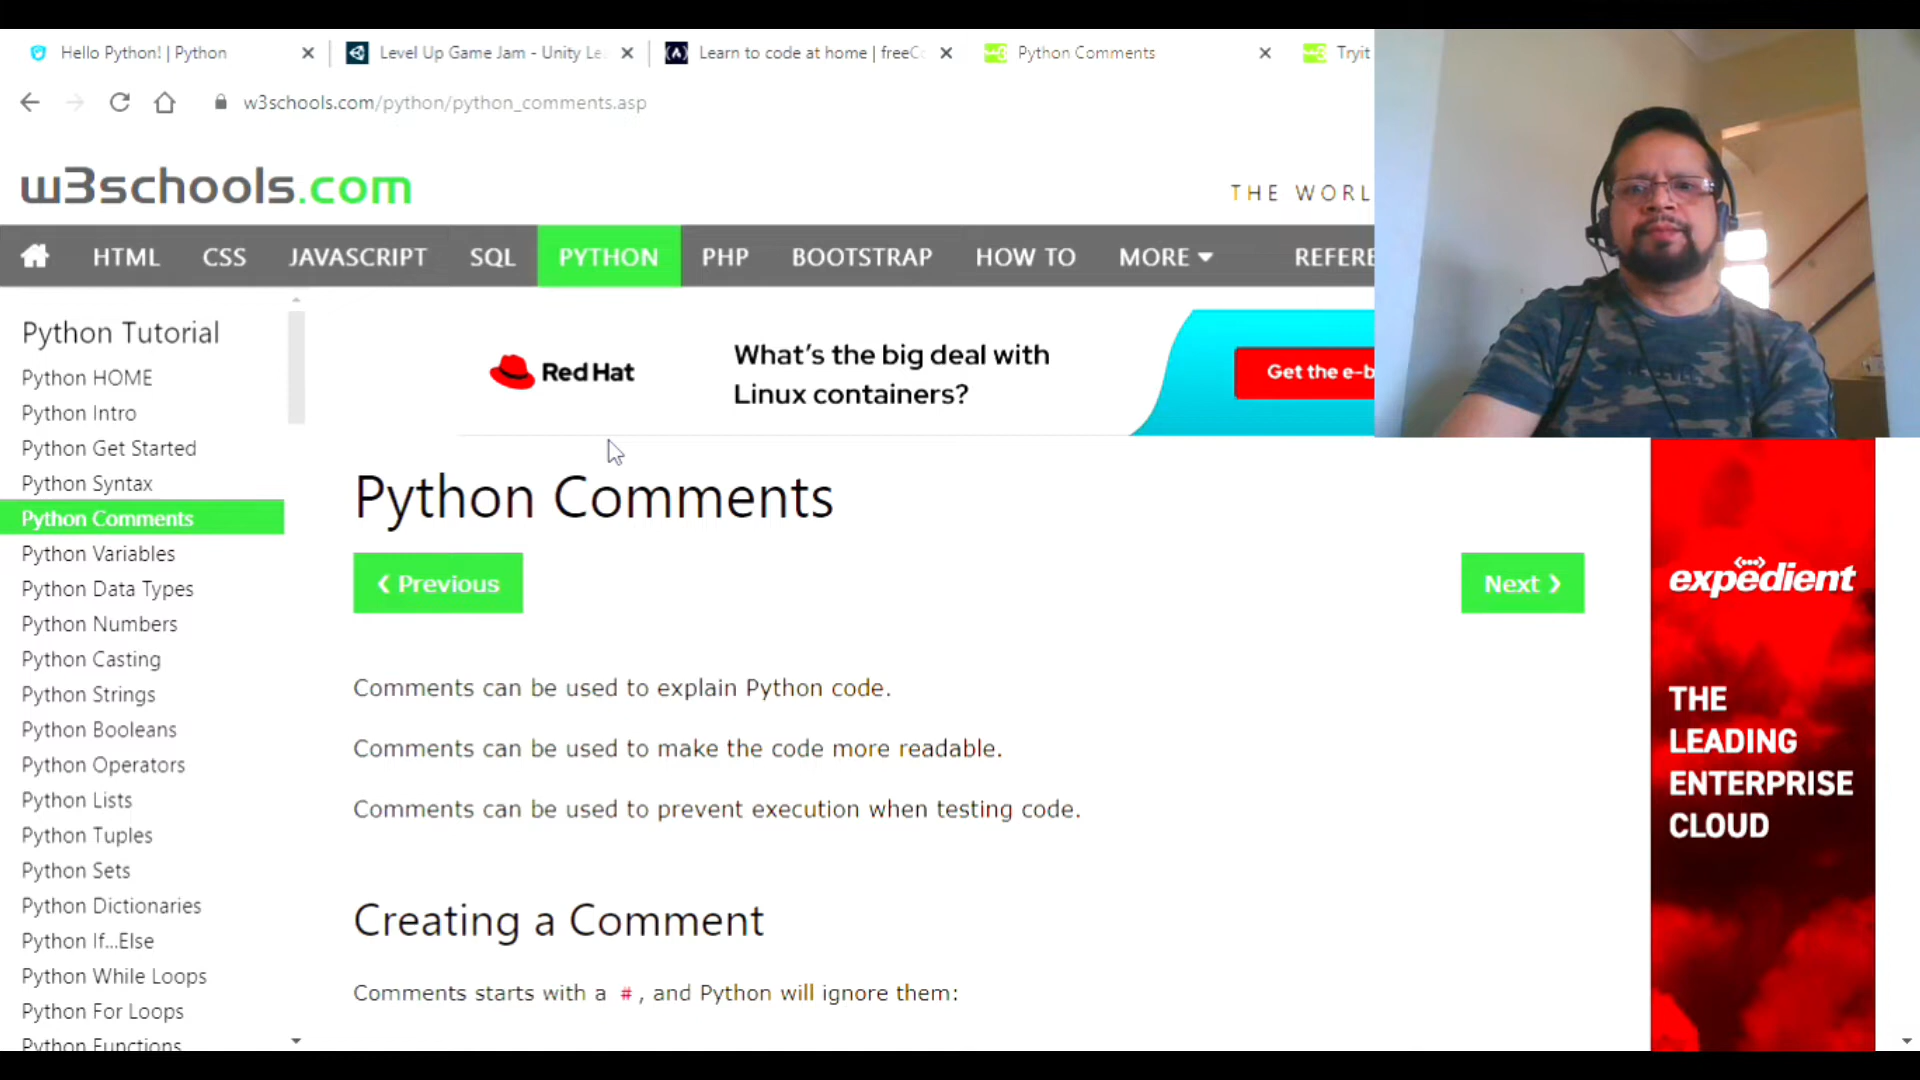 Hello Python! | Python
Level Up Game Jam - Unity Le
Learn to code at home | freeCo
Python Comments
Tryit
w3schools.com/python/python_comments.asp
w3schools.com
THE WORL
HTML CSS JAVASCRIPT SQL PYTHON PHP BOOTSTRAP HOW TO MORE REFERE
Python Tutorial
Python HOME
Python Intro
Python Get Started
Python Syntax
Python Comments
Python Variables
Python Data Types
Python Numbers
Python Casting
Python Strings
Python Booleans
Python Operators
Python Lists
Python Tuples
Python Sets
Python Dictionaries
Python If...Else
Python While Loops
Python For Loops
Python Functions
Red Hat
What’s the big deal with
Linux containers?
Get the e-b
Python Comments
❮ Previous
Next ❯
Comments can be used to explain Python code.
Comments can be used to make the code more readable.
Comments can be used to prevent execution when testing code.
Creating a Comment
Comments starts with a #, and Python will ignore them:
expedient
THE
LEADING
ENTERPRISE
CLOUD